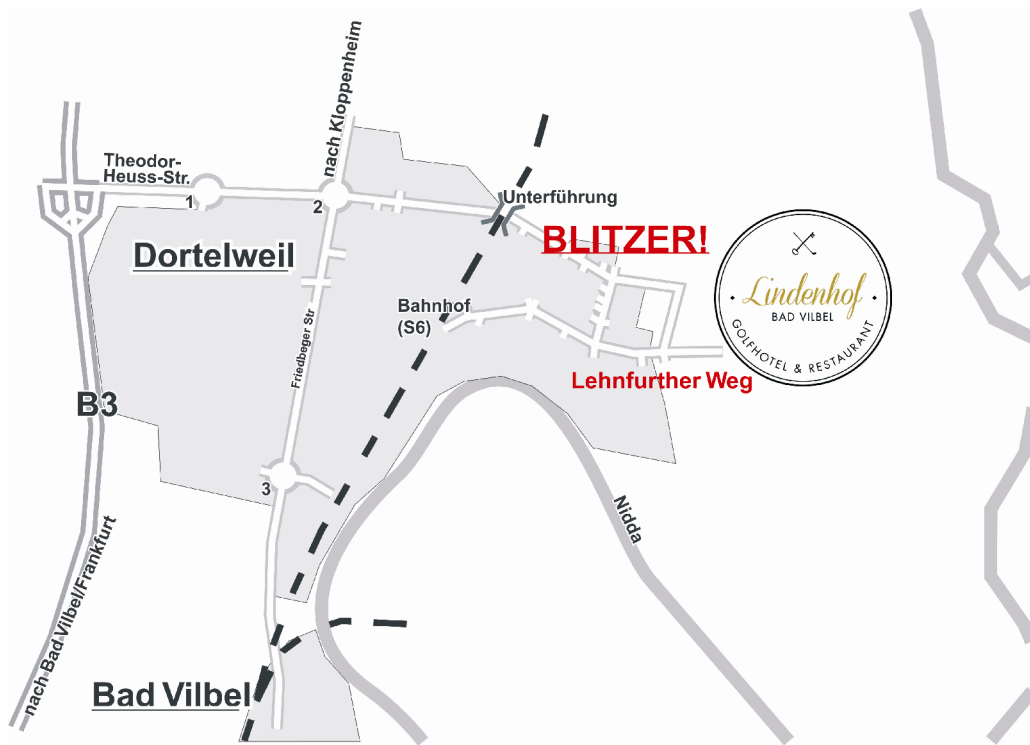 nach Kloppenheim
Theodor-
Heuss-Str.
1
2
Unterführung
BLITZER!
Dortelweil
Lindenhof
BAD VILBEL
GOLFHOTEL & RESTAURANT
Bahnhof
(S6)
Friedbeger Str
Lehnfurther Weg
B3
3
Nidda
nach Bad Vilbel/Frankfurt
Bad Vilbel